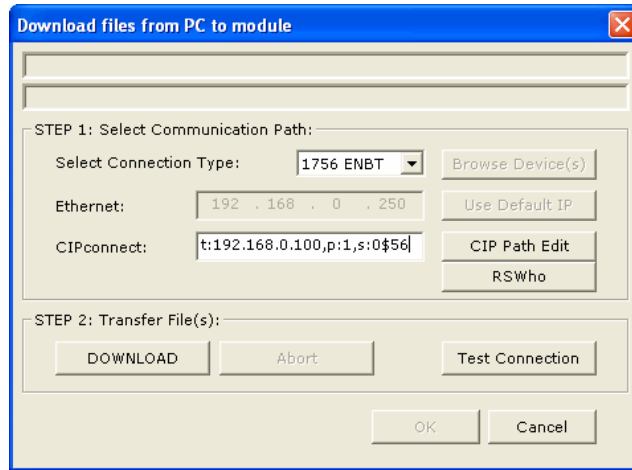 Download files from PC to module
STEP 1: Select Communication Path:
Select Connection Type: 1756 ENBT Browse Device(s)
Ethernet: 192 . 168 . 0 . 250 Use Default IP
CIPconnect: t:192.168.0.100,p:1,s:0$56 CIP Path Edit
RSWho
STEP 2: Transfer File(s):
DOWNLOAD Abort Test Connection
OK Cancel